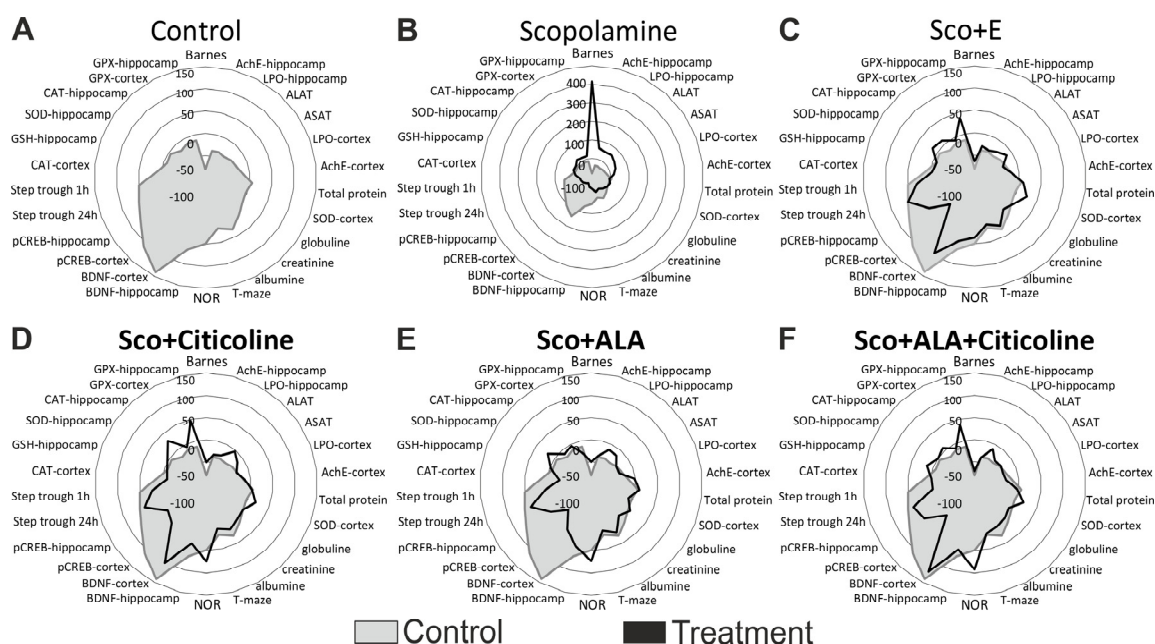 A Control
Barnes
GPX-hippocamp
GPX-cortex
CAT-hippocamp
SOD-hippocamp
GSH-hippocamp
CAT-cortex
Step trough 1h
Step trough 24h
pCREB-hippocamp
pCREB-cortex
BDNF-cortex
BDNF-hippocamp
NOR
T-maze
albumine
creatinine
globuline
SOD-cortex
Total protein
AchE-cortex
LPO-cortex
ASAT
ALAT
LPO-hippocamp
AchE-hippocamp
150
100
50
0
-50
-100
B Scopolamine
Barnes
GPX-hippocamp
GPX-cortex
CAT-hippocamp
SOD-hippocamp
GSH-hippocamp
CAT-cortex
Step trough 1h
Step trough 24h
pCREB-hippocamp
pCREB-cortex
BDNF-cortex
BDNF-hippocamp
NOR
T-maze
albumine
creatinine
globuline
SOD-cortex
Total protein
AchE-cortex
LPO-cortex
ASAT
ALAT
LPO-hippocamp
AchE-hippocamp
400
300
200
100
0
-100
C Sco+E
Barnes
GPX-hippocamp
GPX-cortex
CAT-hippocamp
SOD-hippocamp
GSH-hippocamp
CAT-cortex
Step trough 1h
Step trough 24h
pCREB-hippocamp
pCREB-cortex
BDNF-cortex
BDNF-hippocamp
NOR
T-maze
albumine
creatinine
globuline
SOD-cortex
Total protein
AchE-cortex
LPO-cortex
ASAT
ALAT
LPO-hippocamp
AchE-hippocamp
150
100
50
0
-50
-100
D Sco+Citicoline
Barnes
GPX-hippocamp
GPX-cortex
CAT-hippocamp
SOD-hippocamp
GSH-hippocamp
CAT-cortex
Step trough 1h
Step trough 24h
pCREB-hippocamp
pCREB-cortex
BDNF-cortex
BDNF-hippocamp
NOR
T-maze
albumine
creatinine
globuline
SOD-cortex
Total protein
AchE-cortex
LPO-cortex
ASAT
ALAT
LPO-hippocamp
AchE-hippocamp
150
100
50
0
-50
-100
E Sco+ALA
Barnes
GPX-hippocamp
GPX-cortex
CAT-hippocamp
SOD-hippocamp
GSH-hippocamp
CAT-cortex
Step trough 1h
Step trough 24h
pCREB-hippocamp
pCREB-cortex
BDNF-cortex
BDNF-hippocamp
NOR
T-maze
albumine
creatinine
globuline
SOD-cortex
Total protein
AchE-cortex
LPO-cortex
ASAT
ALAT
LPO-hippocamp
AchE-hippocamp
150
100
50
0
-50
-100
F Sco+ALA+Citicoline
Barnes
GPX-hippocamp
GPX-cortex
CAT-hippocamp
SOD-hippocamp
GSH-hippocamp
CAT-cortex
Step trough 1h
Step trough 24h
pCREB-hippocamp
pCREB-cortex
BDNF-cortex
BDNF-hippocamp
NOR
T-maze
albumine
creatinine
globuline
SOD-cortex
Total protein
AchE-cortex
LPO-cortex
ASAT
ALAT
LPO-hippocamp
AchE-hippocamp
150
100
50
0
-50
-100
Control
Treatment